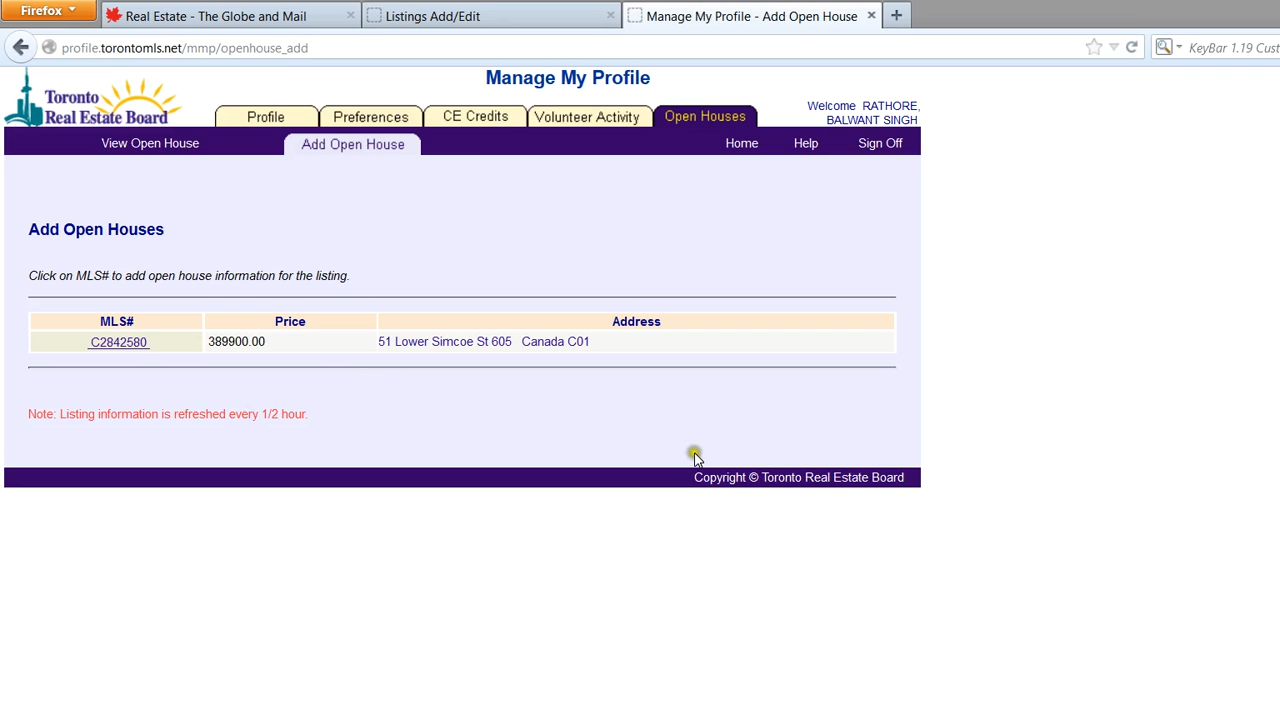 Firefox
Real Estate - The Globe and Mail
Listings Add/Edit
Manage My Profile - Add Open House
profile.torontomls.net/mmp/openhouse_add
KeyBar 1.19 Cust
Toronto
Real Estate Board
Manage My Profile
Profile
Preferences
CE Credits
Volunteer Activity
Open Houses
Welcome RATHORE,
BALWANT SINGH
View Open House
Add Open House
Home
Help
Sign Off
Add Open Houses
Click on MLS# to add open house information for the listing.
MLS# Price Address
C2842580 389900.00 51 Lower Simcoe St 605 Canada C01
Note: Listing information is refreshed every 1/2 hour.
Copyright © Toronto Real Estate Board